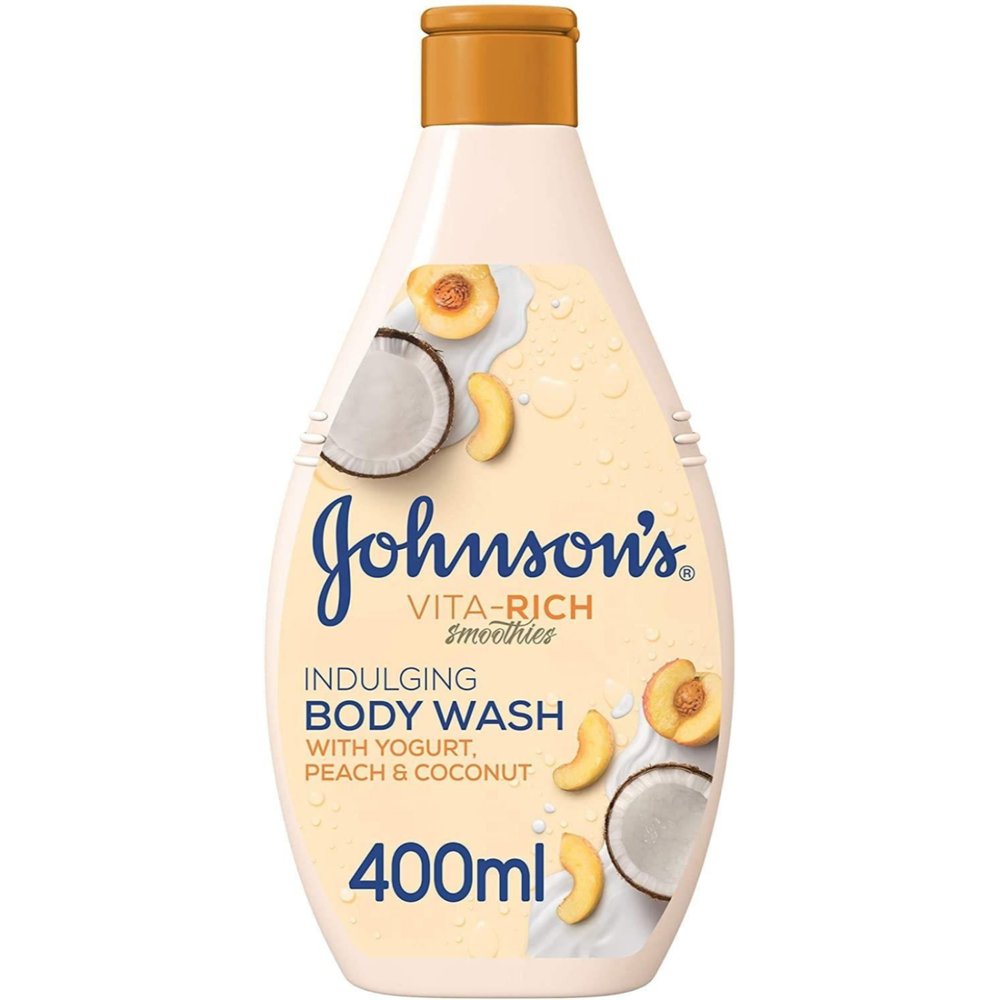 Johnson's®
VITA-RICH
smoothies
INDULGING
BODY WASH
WITH YOGURT,
PEACH & COCONUT
400ml